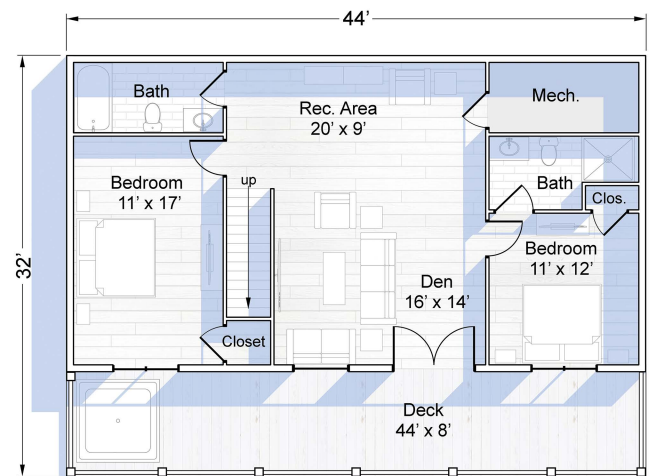 44'
Bath
Rec. Area
20' x 9'
Mech.
Bedroom
11' x 17'
up
Bath
Clos.
32'
Bedroom
11' x 12'
Den
16' x 14'
Closet
Deck
44' x 8'